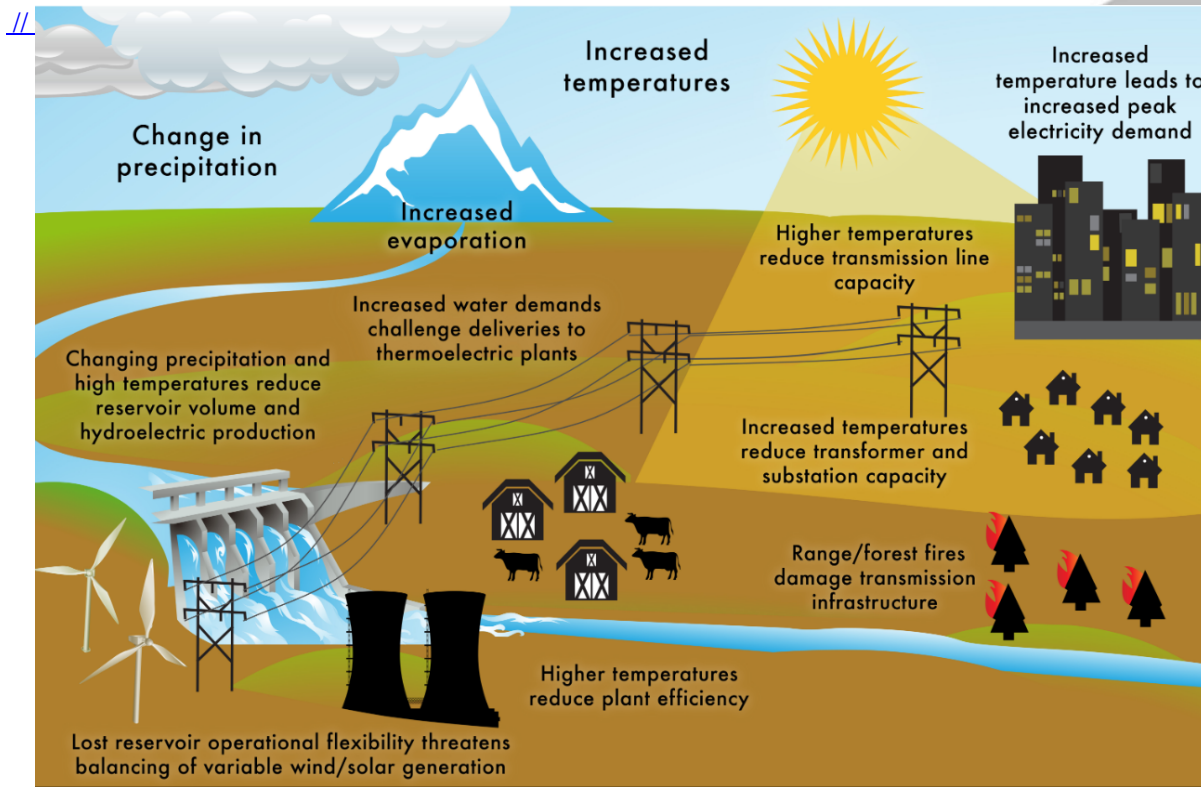 //
Increased
temperatures
Increased
temperature leads to
increased peak
electricity demand
Change in
precipitation
Increased
evaporation
Higher temperatures
reduce transmission line
capacity
Increased water demands
challenge deliveries to
thermoelectric plants
Changing precipitation and
high temperatures reduce
reservoir volume and
hydroelectric production
Increased temperatures
reduce transformer and
substation capacity
Range/forest fires
damage transmission
infrastructure
Higher temperatures
reduce plant efficiency
Lost reservoir operational flexibility threatens
balancing of variable wind/solar generation